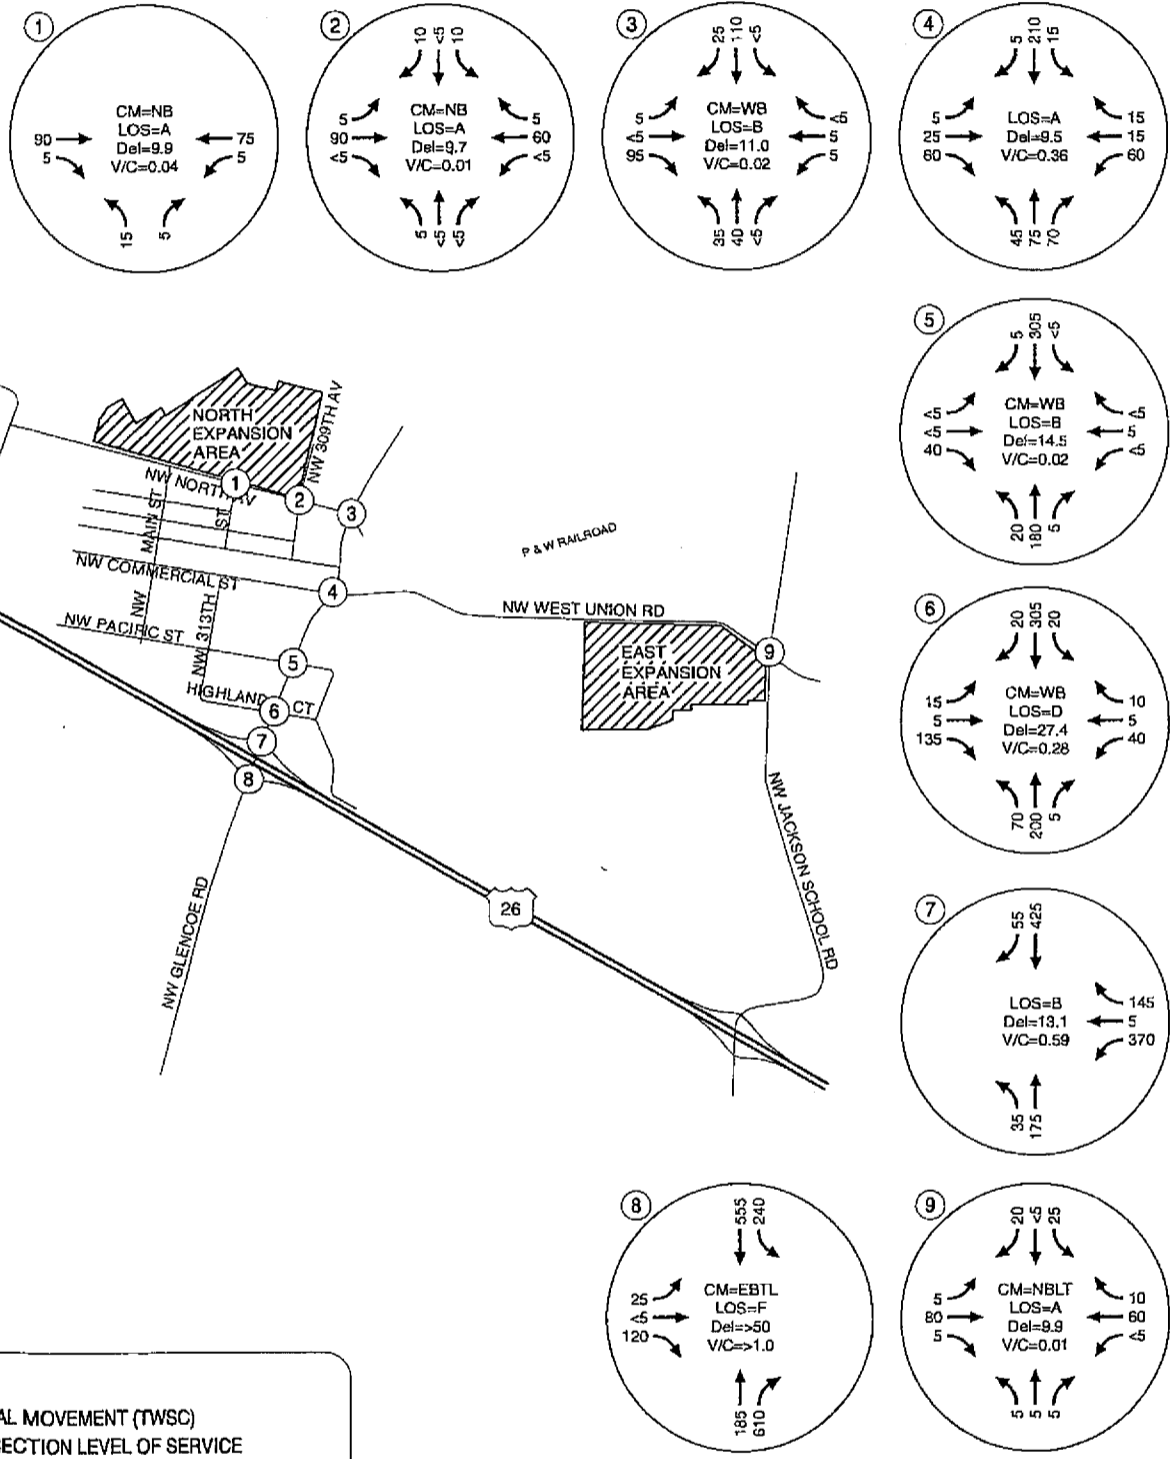 1
CM=NB
LOS=A
Del=9.9
V/C=0.04
90
5
75
5
15
5
2
10 <5 10
CM=NB
LOS=A
Del=9.7
V/C=0.01
5
90
<5
5
60
<5
5 <5 <5
3
25 110 <5
CM=WB
LOS=B
Del=11.0
V/C=0.02
5
<5
95
<5
5
5
35 40 <5
4
5 210 15
LOS=A
Del=9.5
V/C=0.36
5
25
60
15
15
60
45 75 70
5
5 305 <5
CM=WB
LOS=B
Del=14.5
V/C=0.02
<5
<5
40
<5
5
<5
20 180 5
6
20 305 20
CM=WB
LOS=D
Del=27.4
V/C=0.28
15
5
135
10
5
40
70 200 5
7
55 425
LOS=B
Del=13.1
V/C=0.59
145
5
370
35 175
8
555 240
CM=EBTL
LOS=F
Del=>50
V/C=>1.0
25
<5
120
185 610
9
20 <5 25
CM=NBLT
LOS=A
Del=9.9
V/C=0.01
5
80
5
10
60
<5
5 5 5
NORTH
EXPANSION
AREA
NW 309TH AV
NW NORTH AV
1
2
3
ST
NW MAIN ST
NW COMMERCIAL ST
4
P & W RAILROAD
NW WEST UNION RD
NW 313TH
NW PACIFIC ST
5
EAST
EXPANSION
AREA
9
HIGHLAND CT
6
7
8
NW JACKSON SCHOOL RD
26
NW GLENCOE RD
AL MOVEMENT (TWSC)
SECTION LEVEL OF SERVICE